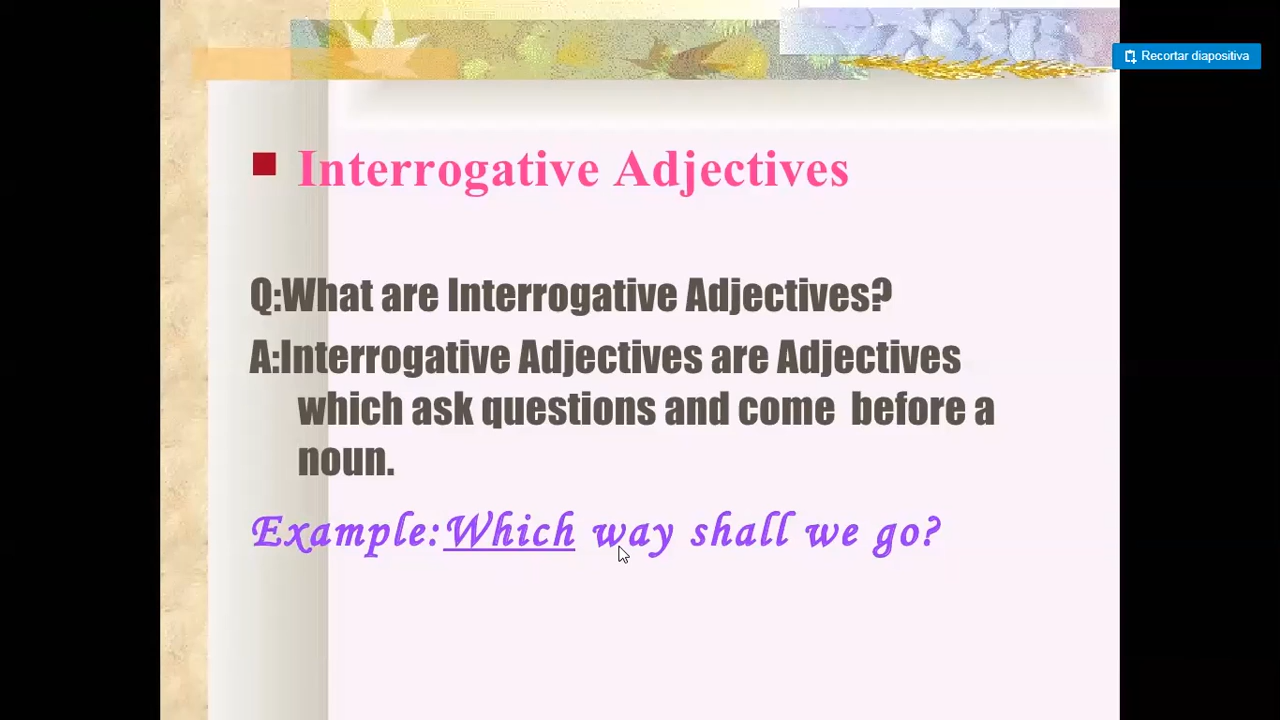 Recortar diapositiva
Interrogative Adjectives
Q:What are Interrogative Adjectives?
A:Interrogative Adjectives are Adjectives
which ask questions and come before a
noun.
Example:Which way shall we go?